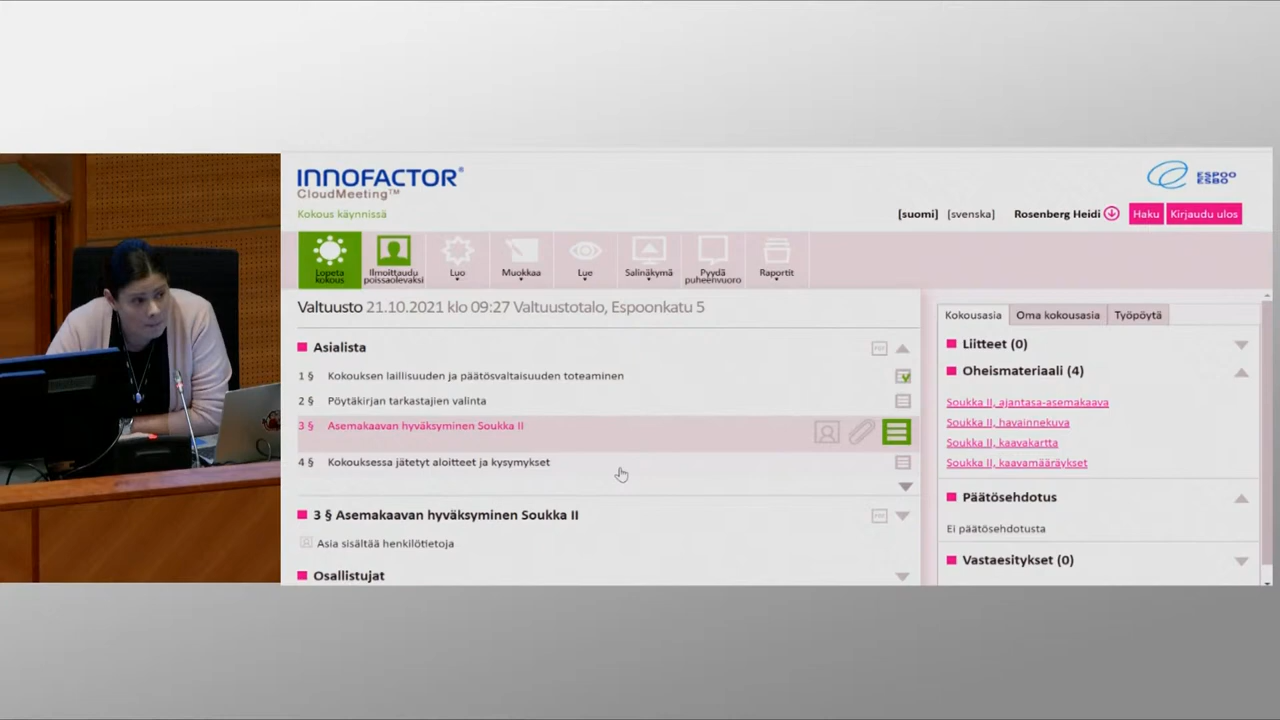 INNOFACTOR®
CloudMeeting™
ESPOO
ESBO
Kokous käynnissä
[suomi] [svenska] Rosenberg Heidi Haku Kirjaudu ulos
Lopeta kokous
Ilmoittaudu poissaolevaksi
Luo
Muokkaa
Lue
Salinäkymä
Pyydä puheenvuoro
Raportit
Valtuusto 21.10.2021 klo 09:27 Valtuustotalo, Espoonkatu 5
Asialista
1 § Kokouksen laillisuuden ja päätösvaltaisuuden toteaminen
2 § Pöytäkirjan tarkastajien valinta
3 § Asemakaavan hyväksyminen Soukka II
4 § Kokouksessa jätetyt aloitteet ja kysymykset
3 § Asemakaavan hyväksyminen Soukka II
Asia sisältää henkilötietoja
Osallistujat
Kokousasia Oma kokousasia Työpöytä
Liitteet (0)
Oheismateriaali (4)
Soukka II, ajantasa-asemakaava
Soukka II, havainnekuva
Soukka II, kaavakartta
Soukka II, kaavamääräykset
Päätösehdotus
Ei päätösehdotusta
Vastaesitykset (0)